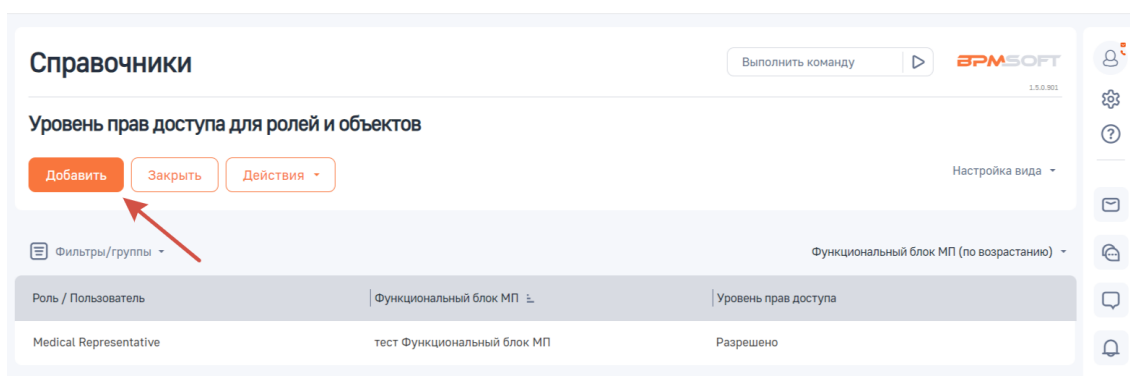 Справочники
Выполнить команду
BPMSOFT
1.5.0.901
Уровень прав доступа для ролей и объектов
Добавить Закрыть Действия
Настройка вида
Фильтры/группы
Функциональный блок МП (по возрастанию)
Роль / Пользователь Функциональный блок МП Уровень прав доступа
Medical Representative тест Функциональный блок МП Разрешено